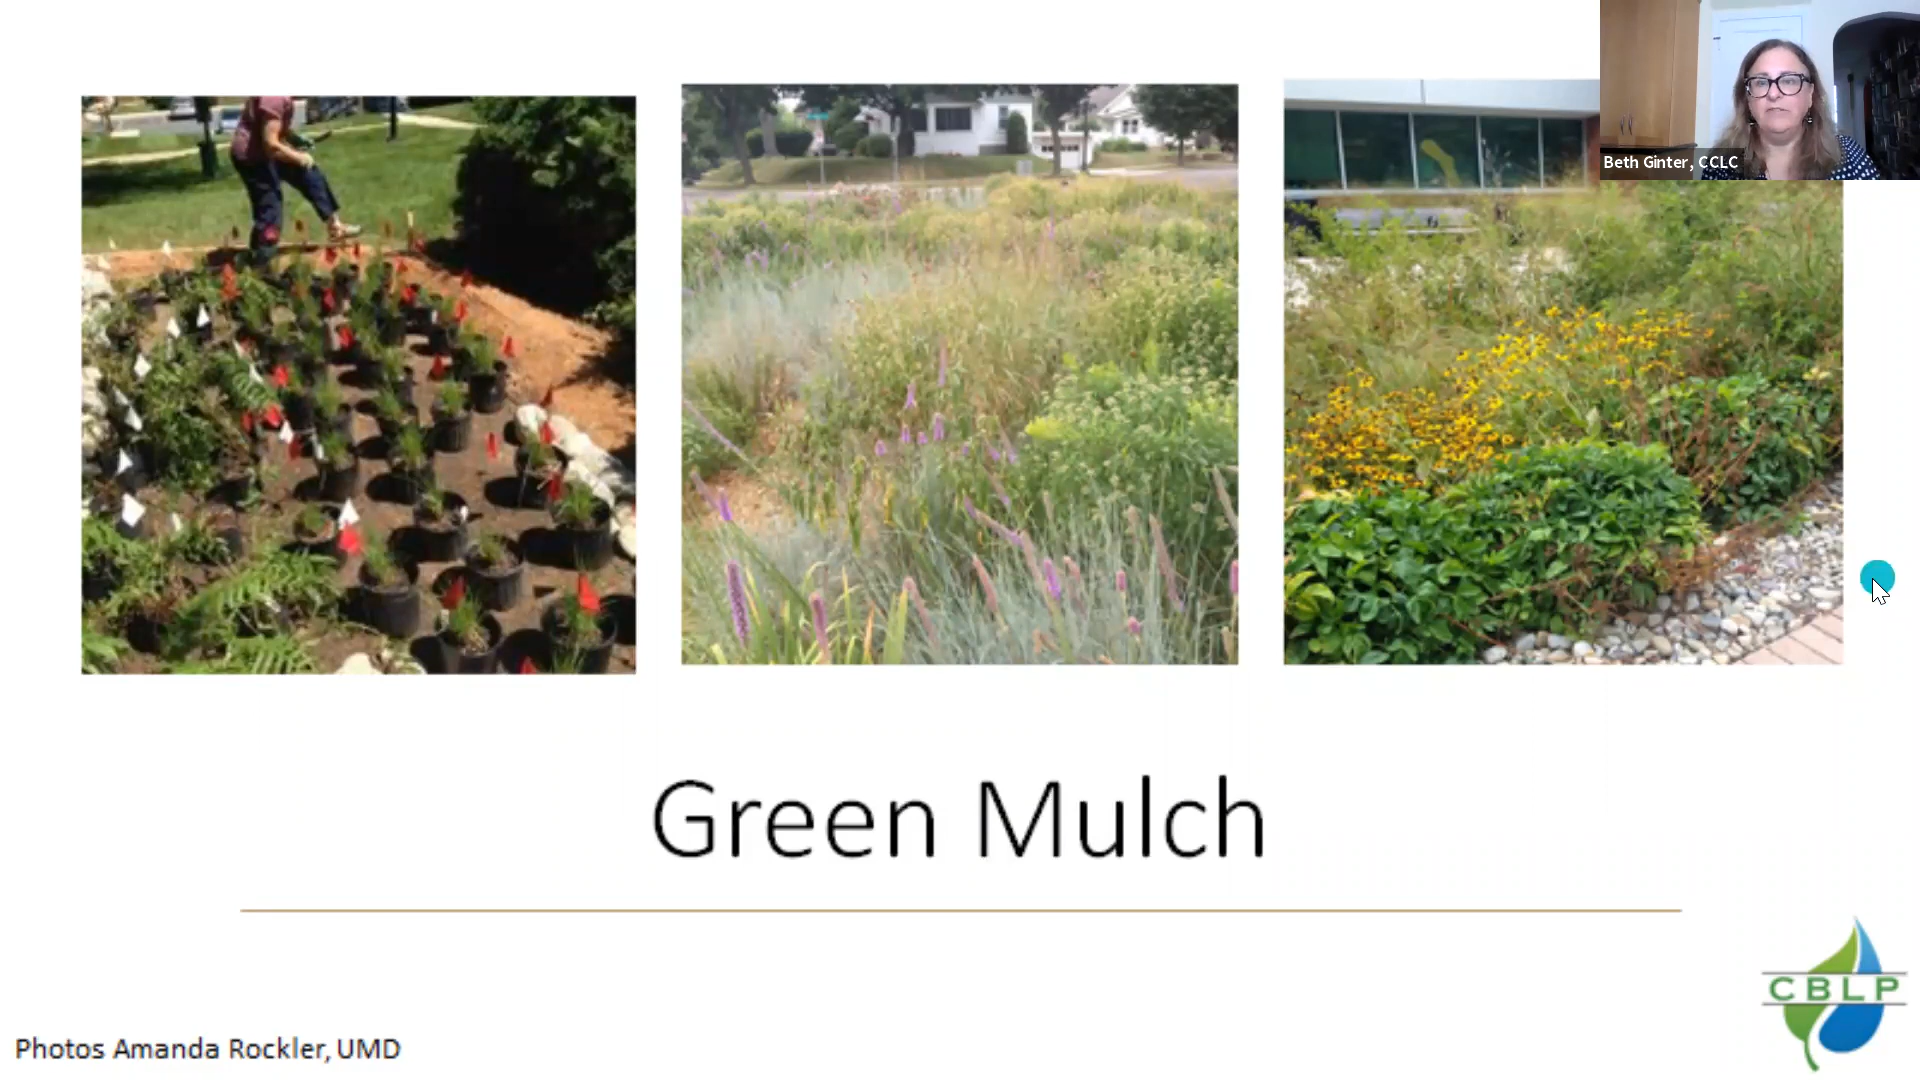 Beth Ginter, CCLC
Green Mulch
CBLP
Photos Amanda Rockler, UMD